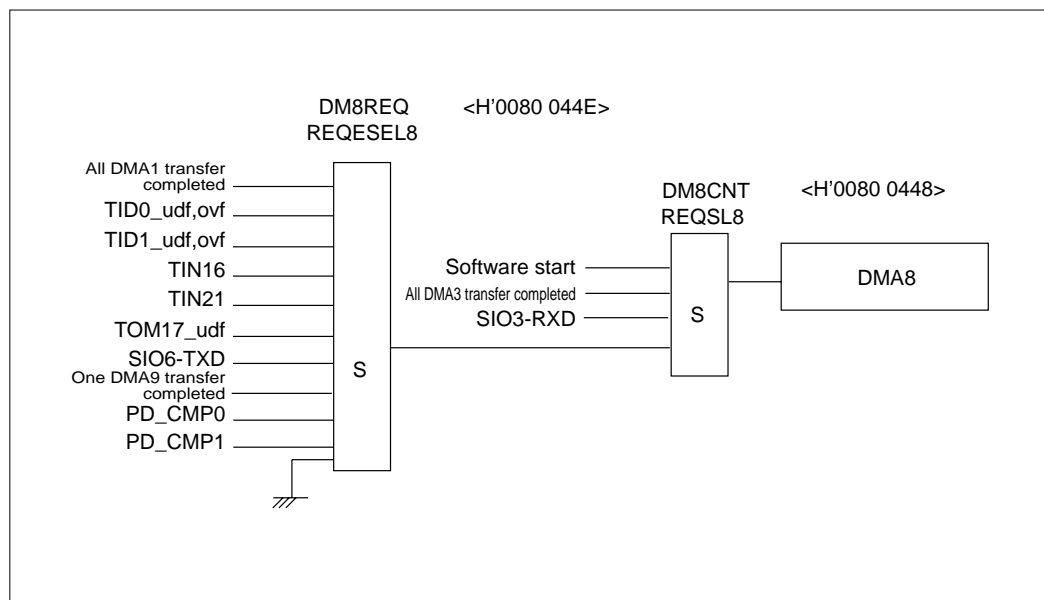 DM8REQ <H'0080 044E>
REQESEL8
All DMA1 transfer
completed
TID0_udf,ovf
TID1_udf,ovf
TIN16
TIN21
TOM17_udf
SIO6-TXD
One DMA9 transfer
completed
PD_CMP0
PD_CMP1
S
DM8CNT <H'0080 0448>
REQSL8
Software start
All DMA3 transfer completed
SIO3-RXD
S
DMA8